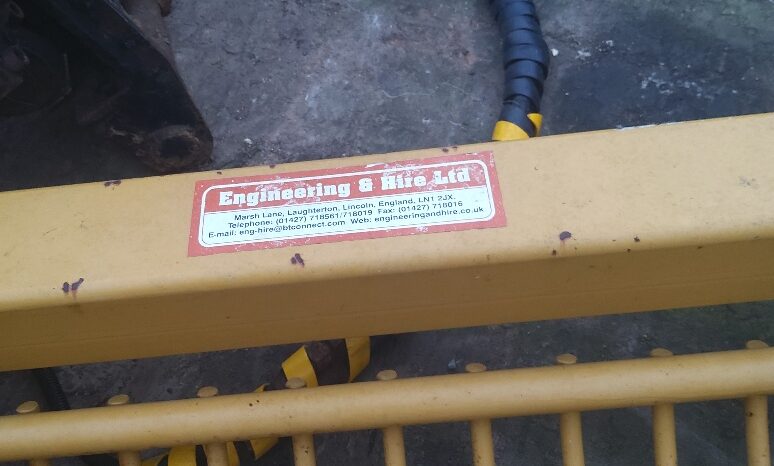 Engineering & Hire Ltd
Marsh Lane, Laughterton, Lincoln, England, LN1 2JX.
Telephone: (01427) 718561/718019 Fax: (01427) 718016
E-mail: eng-hire@btconnect.com Web: engineeringandhire.co.uk